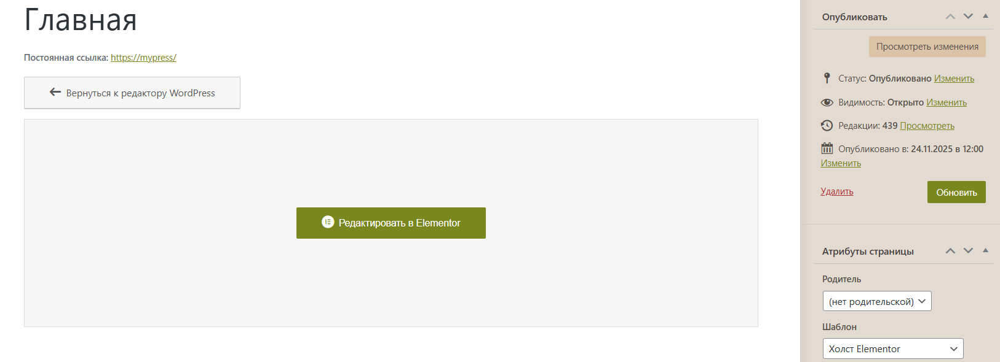 Главная
Постоянная ссылка: https://mypress/
Вернуться к редактору WordPress
Редактировать в Elementor
Опубликовать
Просмотреть изменения
Статус: Опубликовано Изменить
Видимость: Открыто Изменить
Редакции: 439 Просмотреть
Опубликовано в: 24.11.2025 в 12:00
Изменить
Удалить
Обновить
Атрибуты страницы
Родитель
(нет родительской)
Шаблон
Холст Elementor